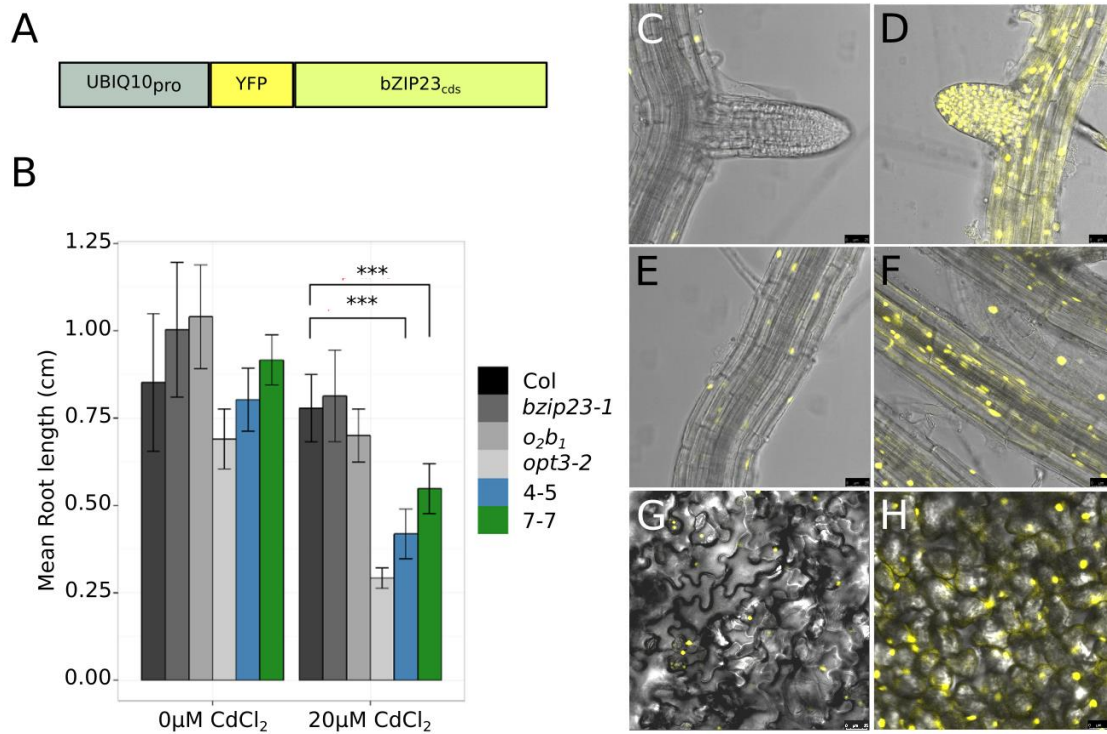 A
UBIQ10pro
YFP
bZIP23cds
B
Mean Root length (cm)
1.25
1.00
0.75
0.50
0.25
0.00
***
***
0µM CdCl2
20µM CdCl2
Col
bzip23-1
o2b1
opt3-2
4-5
7-7
C
D
E
F
G
H